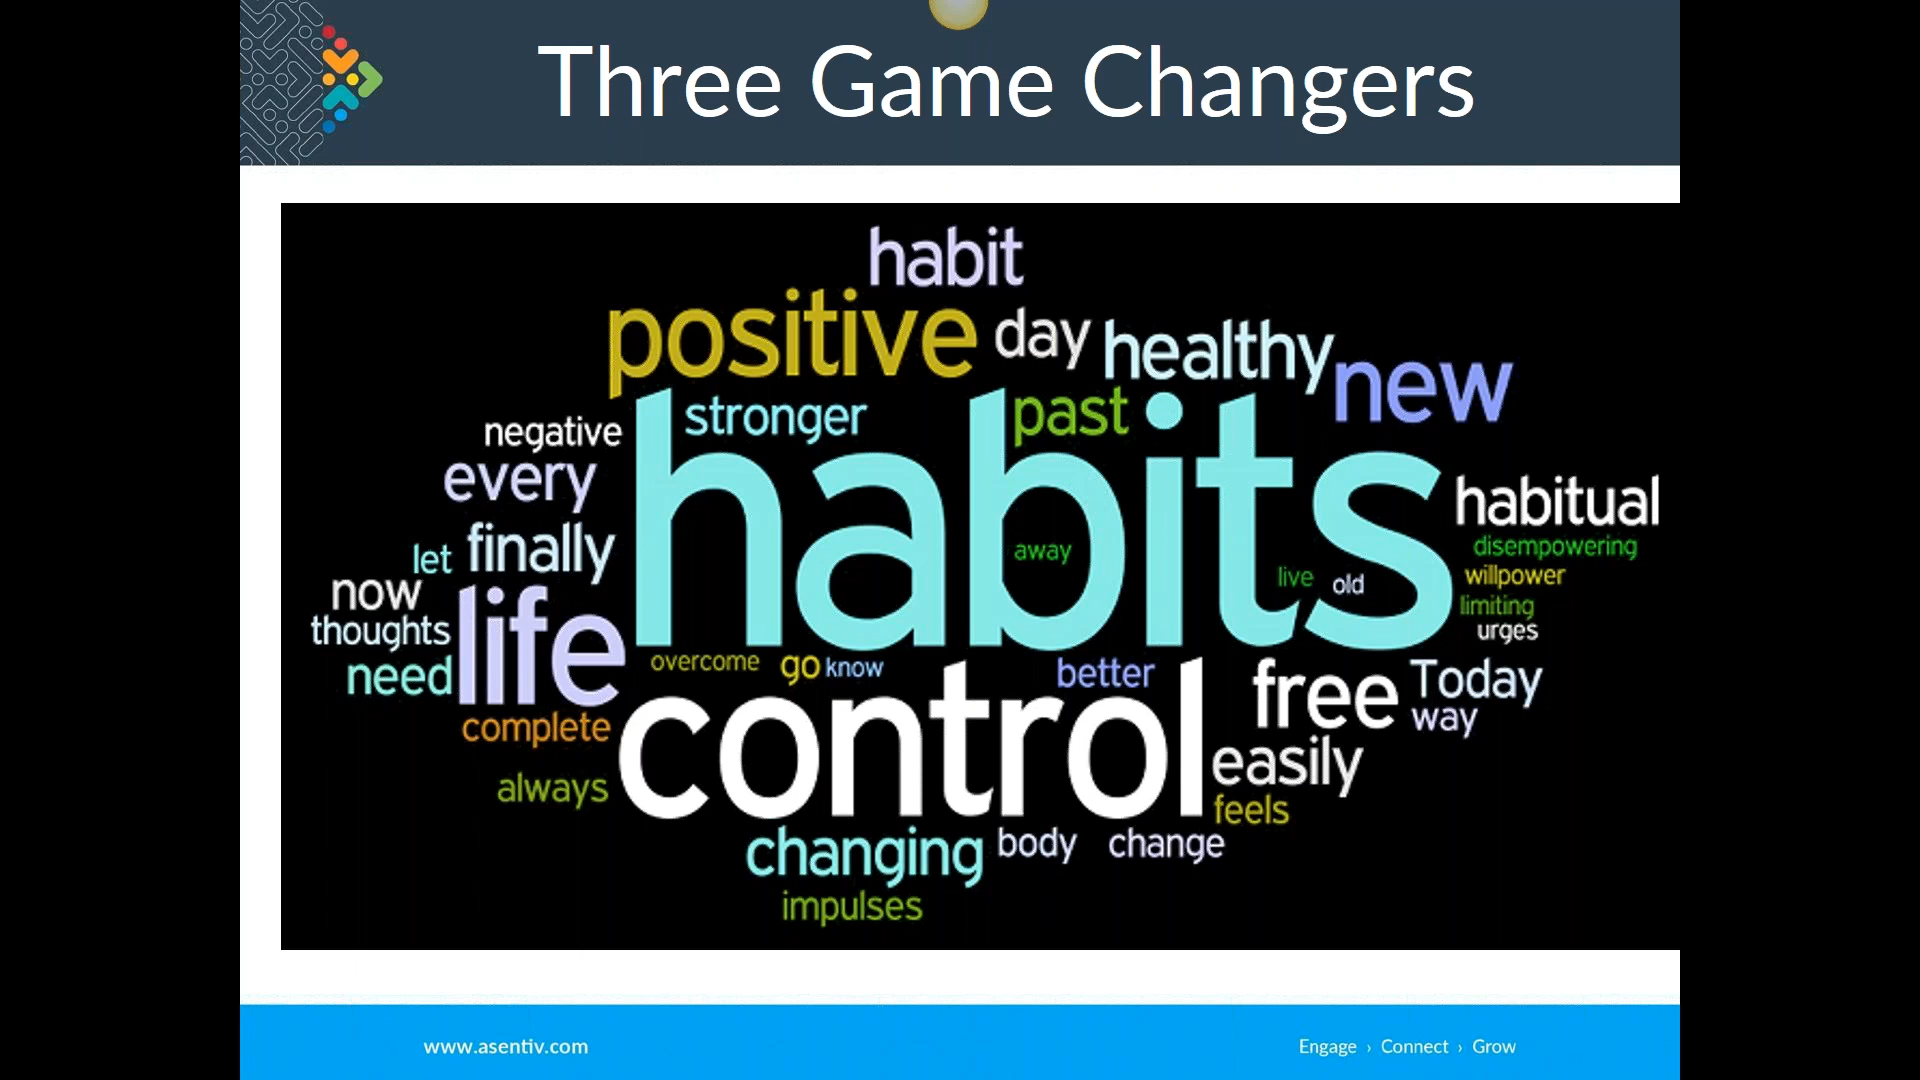 Three Game Changers
habit
positive day healthy new
stronger past
negative
every
habits
habitual
disempowering
let finally
away
live old
willpower
limiting
urges
now
thoughts
need
life
overcome go know better
free Today
way
complete
control
easily
always
feels
changing body change
impulses
www.asentiv.com
Engage › Connect › Grow